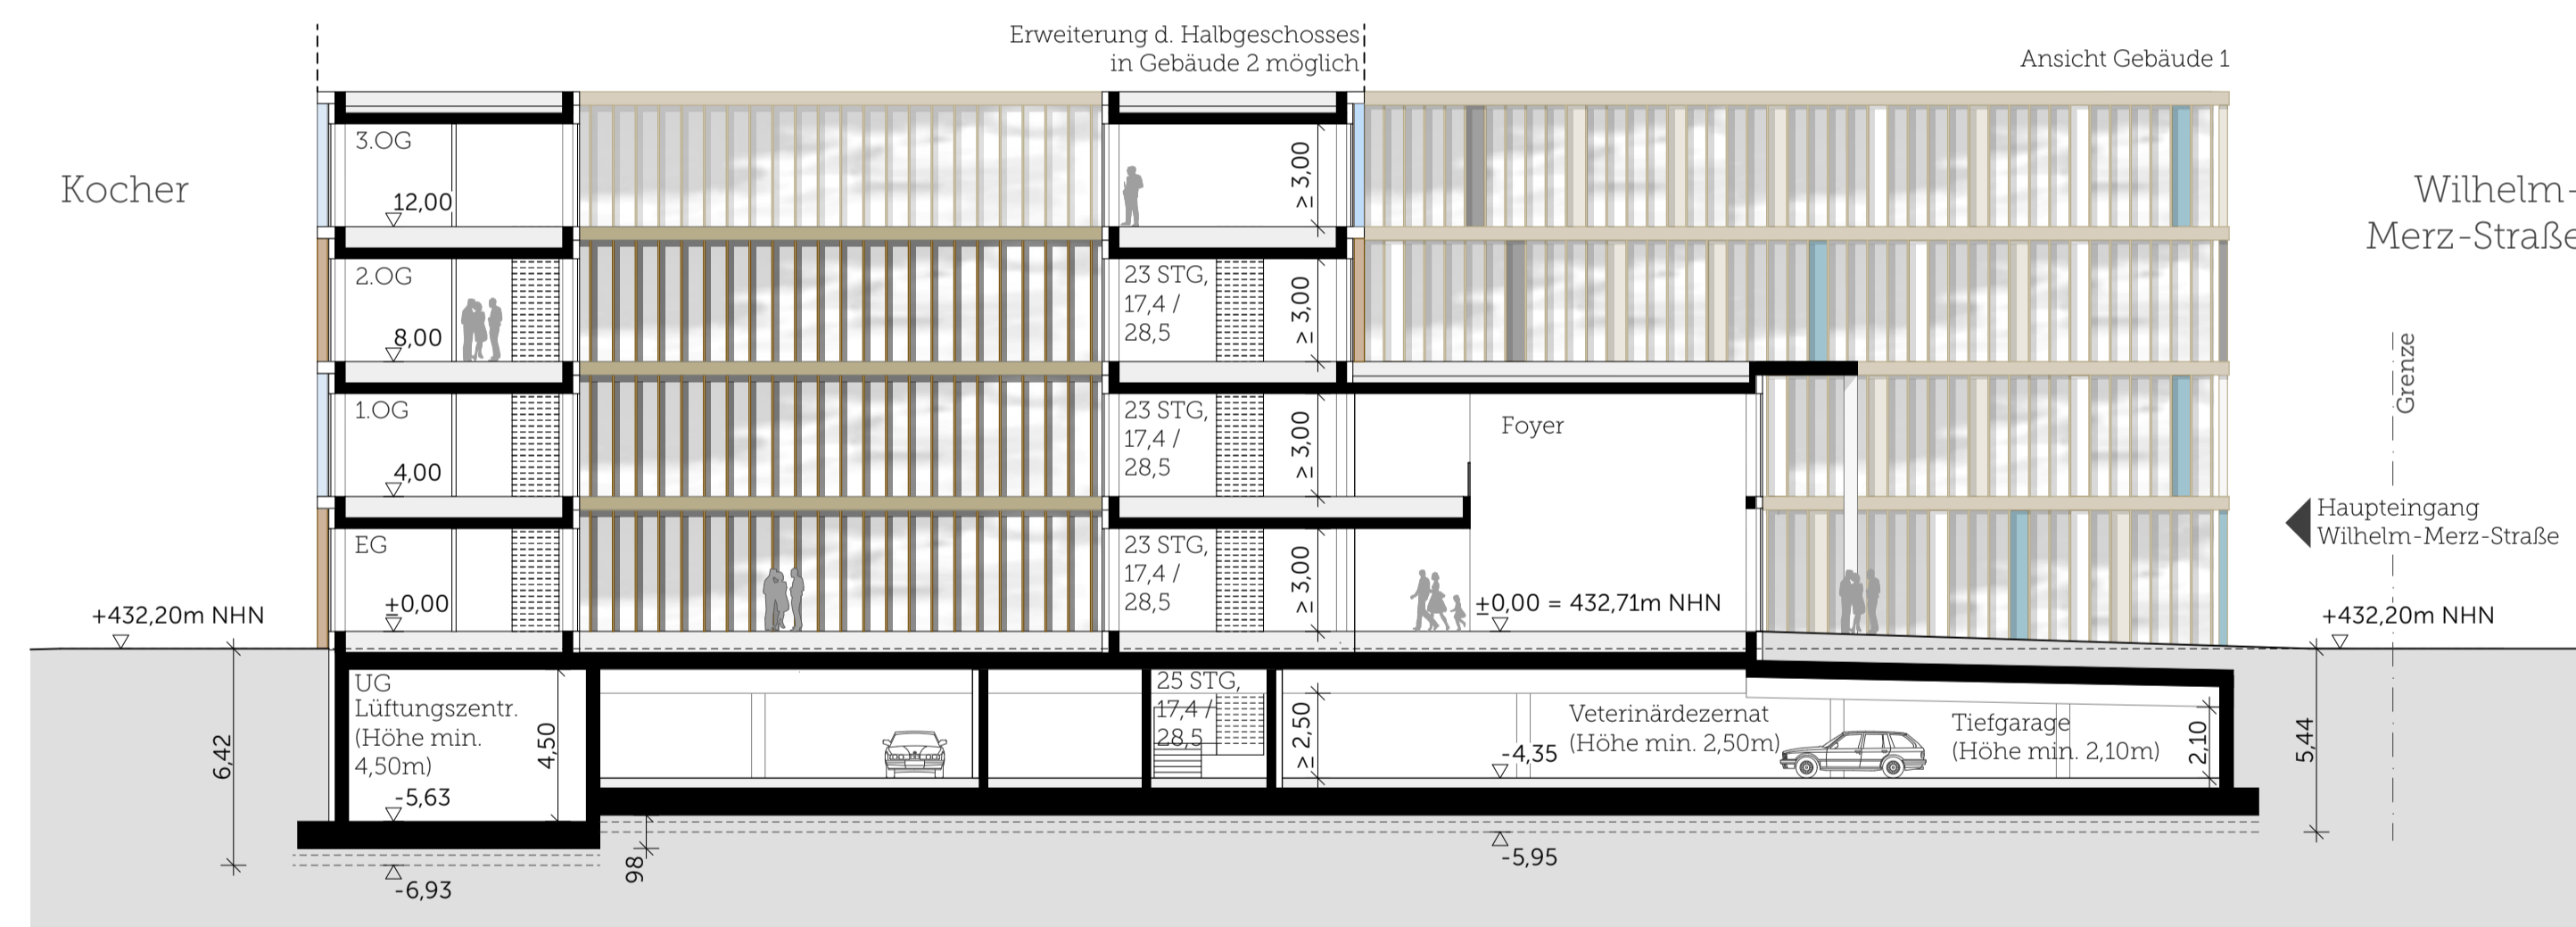 Erweiterung d. Halbgeschosses
in Gebäude 2 möglich
Ansicht Gebäude 1
Kocher
Wilhelm-
Merz-Straße
3.OG
12,00
≥ 3,00
2.OG
8,00
23 STG,
17,4 /
28,5
≥ 3,00
Grenze
1.OG
4,00
23 STG,
17,4 /
28,5
≥ 3,00
Foyer
Haupteingang
Wilhelm-Merz-Straße
EG
±0,00
23 STG,
17,4 /
28,5
≥ 3,00
±0,00 = 432,71m NHN
+432,20m NHN
+432,20m NHN
6,42
UG
Lüftungszentr.
(Höhe min.
4,50m)
-5,63
4,50
25 STG,
17,4 /
28,5
≥ 2,50
-4,35
Veterinärdezernat
(Höhe min. 2,50m)
Tiefgarage
(Höhe min. 2,10m)
2,10
5,44
98
-5,95
-6,93